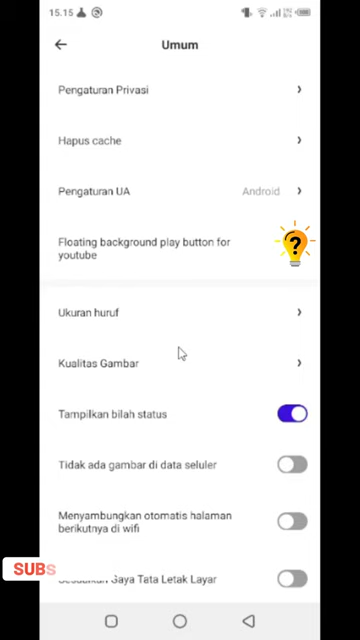 15.15
Umum
Pengaturan Privasi
Hapus cache
Pengaturan UA Android
Floating background play button for
youtube
Ukuran huruf
Kualitas Gambar
Tampilkan bilah status
Tidak ada gambar di data seluler
Menyambungkan otomatis halaman
berikutnya di wifi
SUBS
Gaya Tata Letak Layar